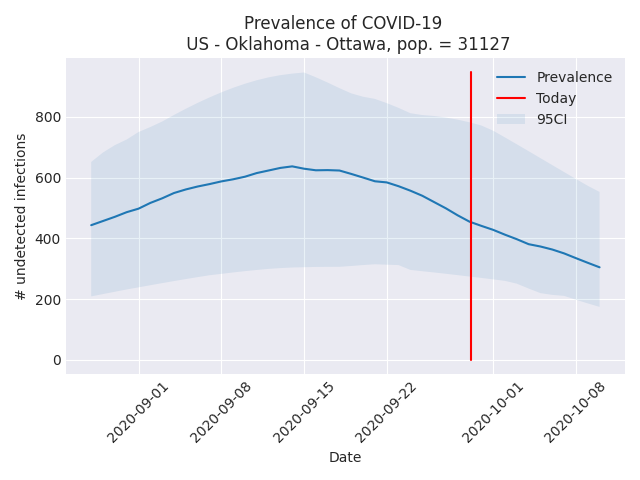 Prevalence of COVID-19
US - Oklahoma - Ottawa, pop. = 31127
Prevalence
Today
95CI
# undetected infections
800
600
400
200
0
2020-09-01
2020-09-08
2020-09-15
2020-09-22
2020-10-01
2020-10-08
Date